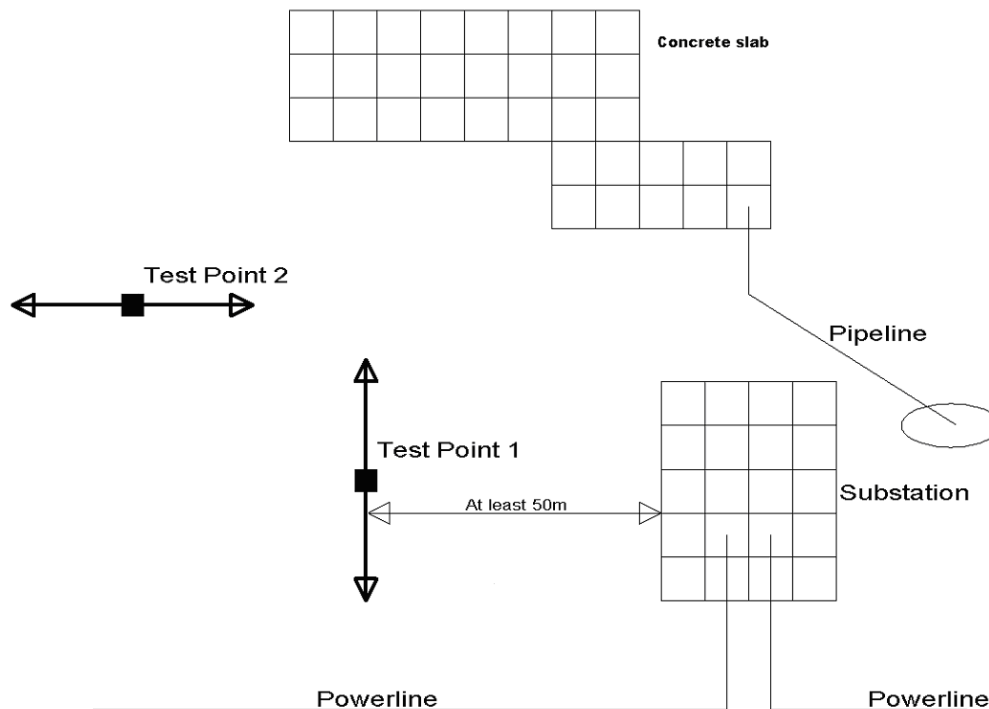 Concrete slab
Test Point 2
Pipeline
Test Point 1
Substation
At least 50m
Powerline
Powerline